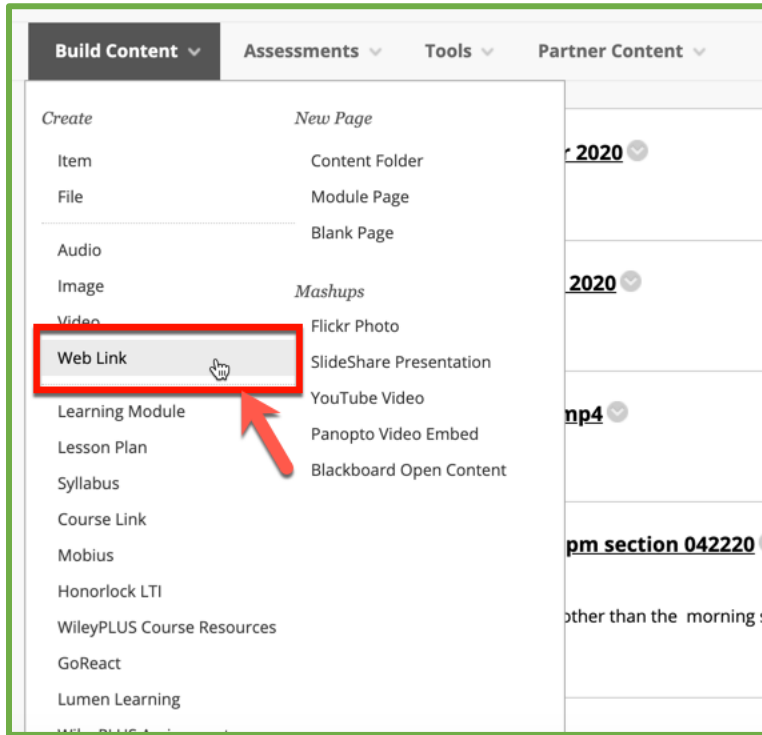 Build Content Assessments Tools Partner Content
Create
Item
File
Audio
Image
Video
Web Link
Learning Module
Lesson Plan
Syllabus
Course Link
Mobius
Honorlock LTI
WileyPLUS Course Resources
GoReact
Lumen Learning
New Page
Content Folder
Module Page
Blank Page
Mashups
Flickr Photo
SlideShare Presentation
YouTube Video
Panopto Video Embed
Blackboard Open Content
2020
2020
mp4
pm section 042220
other than the morning